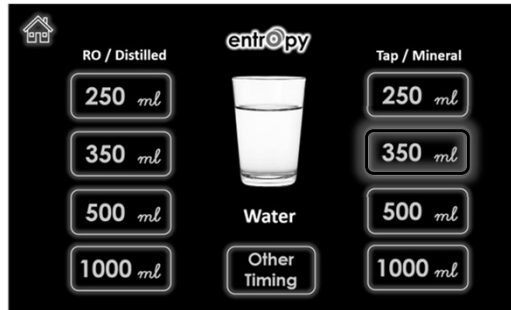 entropy
RO / Distilled
Tap / Mineral
250 ml
250 ml
350 ml
350 ml
500 ml
Water
500 ml
1000 ml
Other
Timing
1000 ml